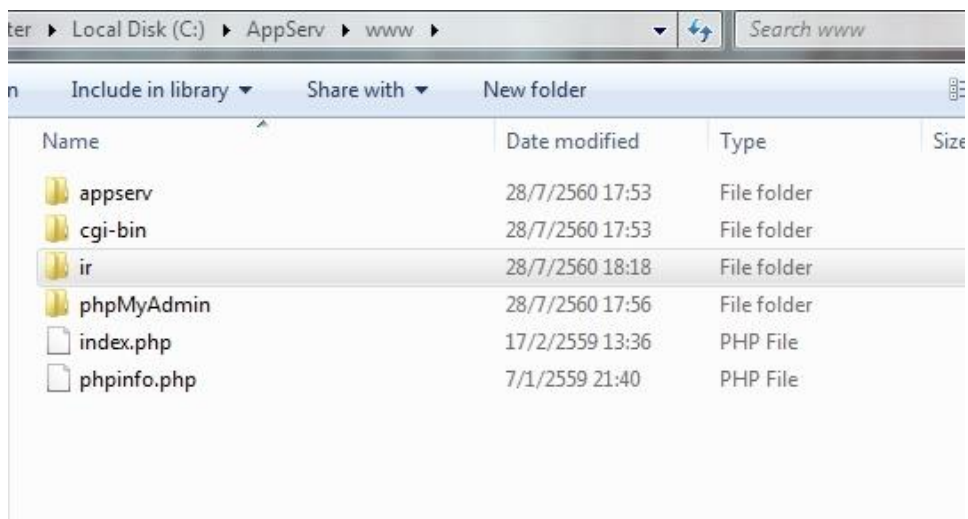 ter ▸ Local Disk (C:) ▸ AppServ ▸ www ▸ Search www
n Include in library Share with New folder
Name Date modified Type Size
appserv 28/7/2560 17:53 File folder
cgi-bin 28/7/2560 17:53 File folder
ir 28/7/2560 18:18 File folder
phpMyAdmin 28/7/2560 17:56 File folder
index.php 17/2/2559 13:36 PHP File
phpinfo.php 7/1/2559 21:40 PHP File